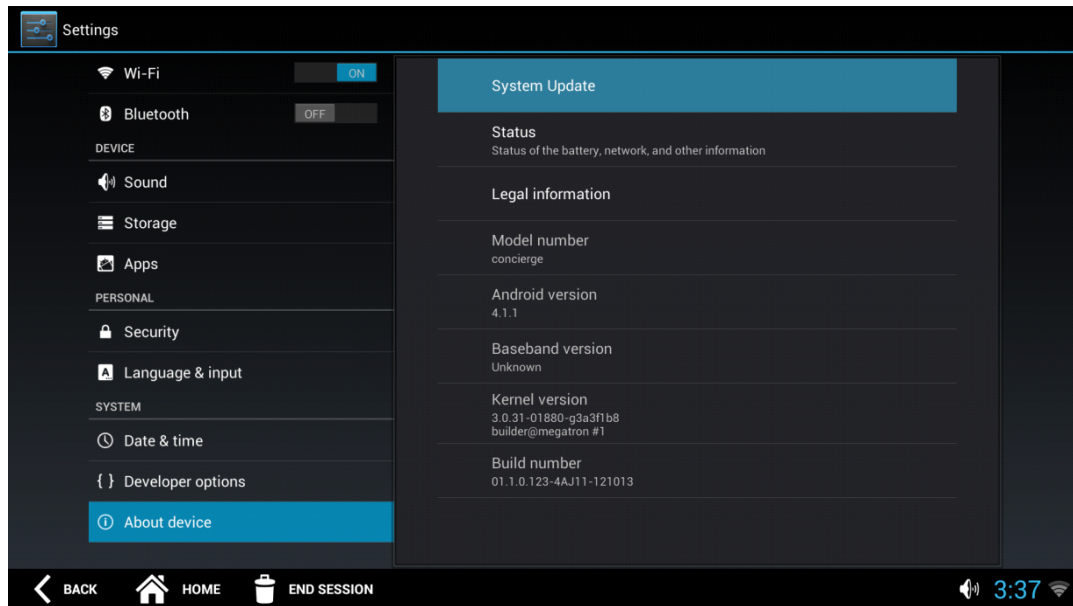 Settings
Wi-Fi ON
Bluetooth OFF
DEVICE
Sound
Storage
Apps
PERSONAL
Security
A Language & input
SYSTEM
Date & time
{ } Developer options
About device
System Update
Status
Status of the battery, network, and other information
Legal information
Model number
concierge
Android version
4.1.1
Baseband version
Unknown
Kernel version
3.0.31-01880-g3a3f1b8
builder@megatron #1
Build number
01.1.0.123-4AJ11-121013
BACK HOME END SESSION 3:37